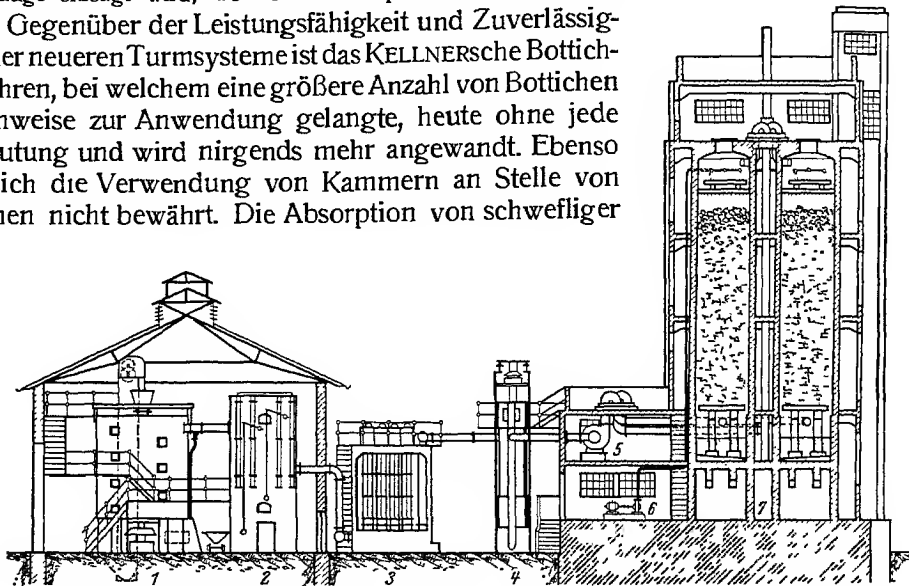 Gegenüber der Leistungsfähigkeit und Zuverlässig-
er neueren Turmsysteme ist das KELLNERsche Bottich-
hren, bei welchem eine größere Anzahl von Bottichen
nweise zur Anwendung gelangte, heute ohne jede
utung und wird nirgends mehr angewandt. Ebenso
ich die Verwendung von Kammern an Stelle von
nen nicht bewährt. Die Absorption von schwefliger
5
6 7
1 2 3 4